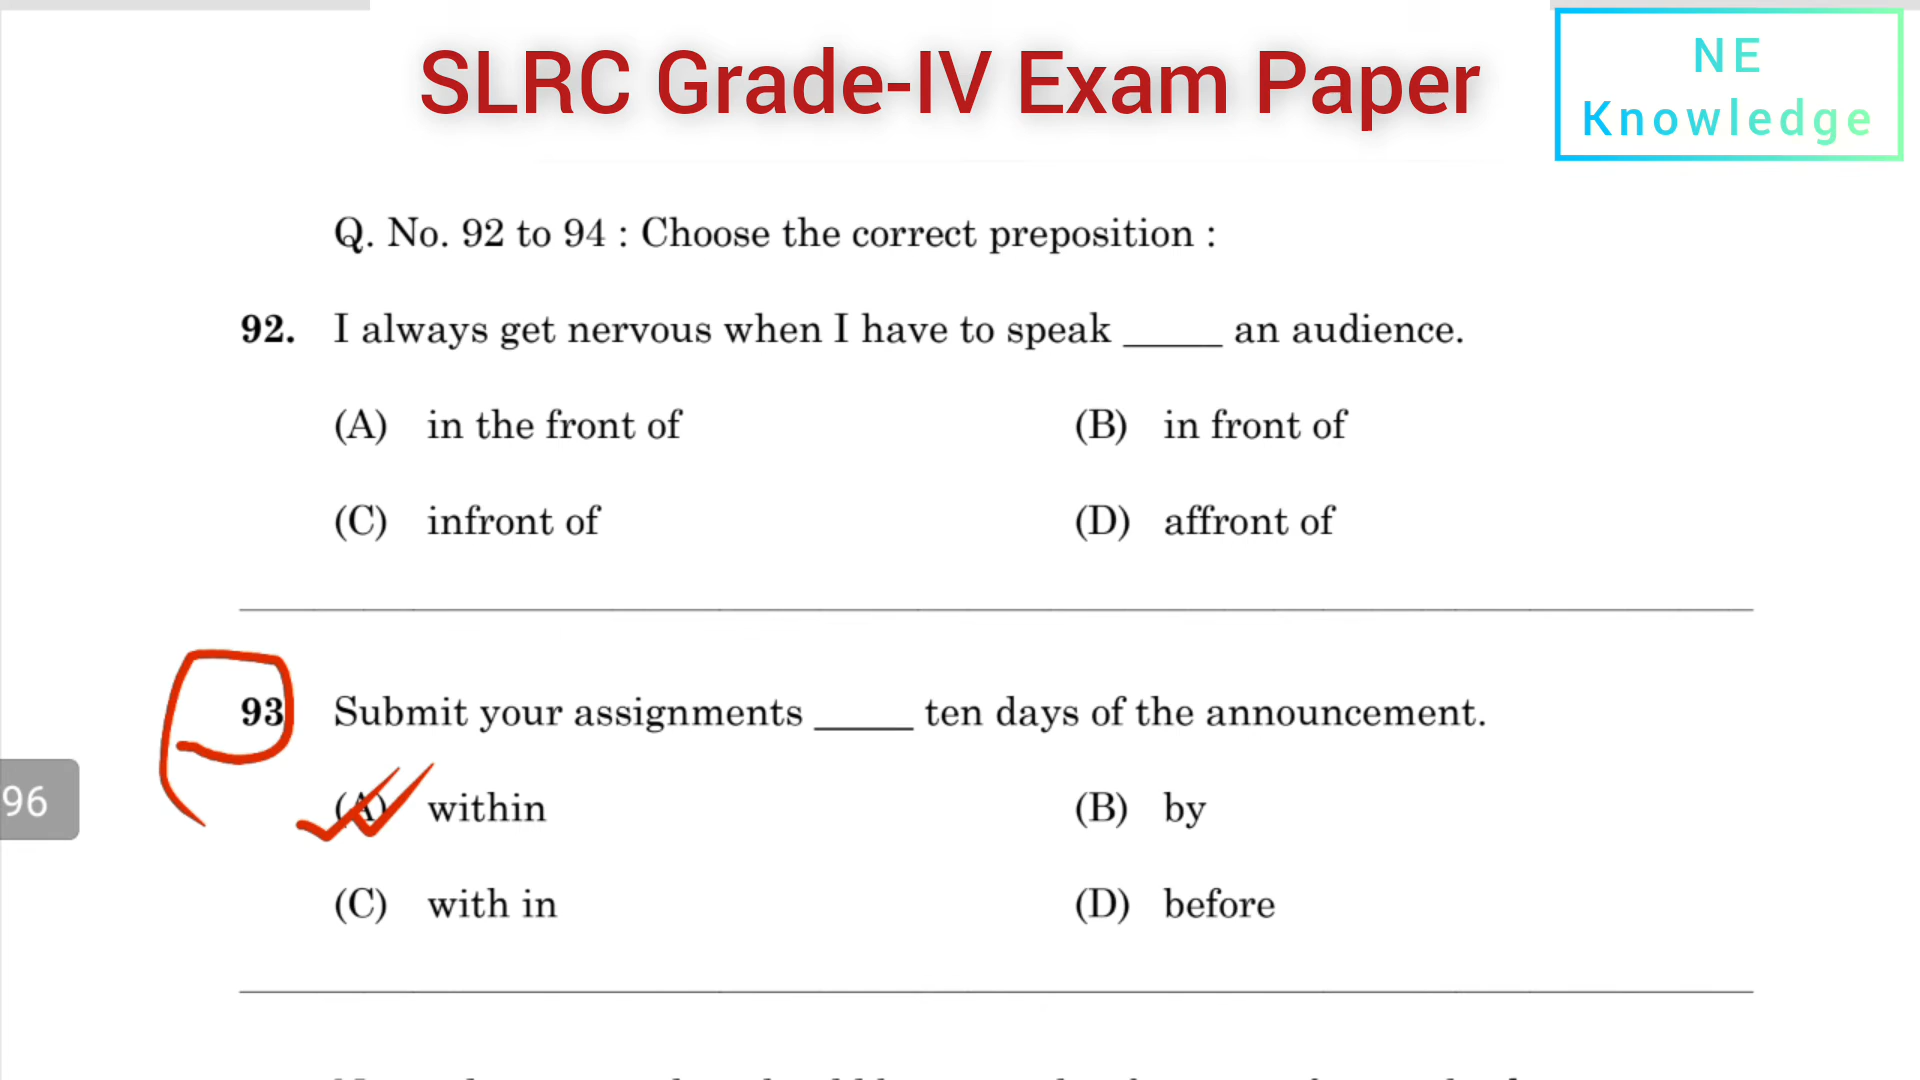 SLRC Grade-IV Exam Paper
NE
Knowledge
Q. No. 92 to 94 : Choose the correct preposition :
92. I always get nervous when I have to speak _____ an audience.
(A) in the front of (B) in front of
(C) infront of (D) affront of
93 Submit your assignments _____ ten days of the announcement.
(A) within (B) by
96
(C) with in (D) before